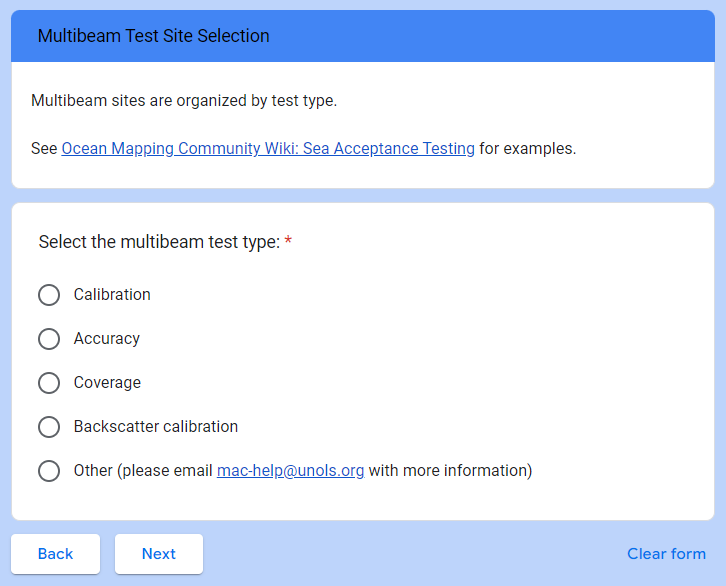 Multibeam Test Site Selection
Multibeam sites are organized by test type.
See Ocean Mapping Community Wiki: Sea Acceptance Testing for examples.
Select the multibeam test type: *
Calibration
Accuracy
Coverage
Backscatter calibration
Other (please email mac-help@unols.org with more information)
Back Next Clear form